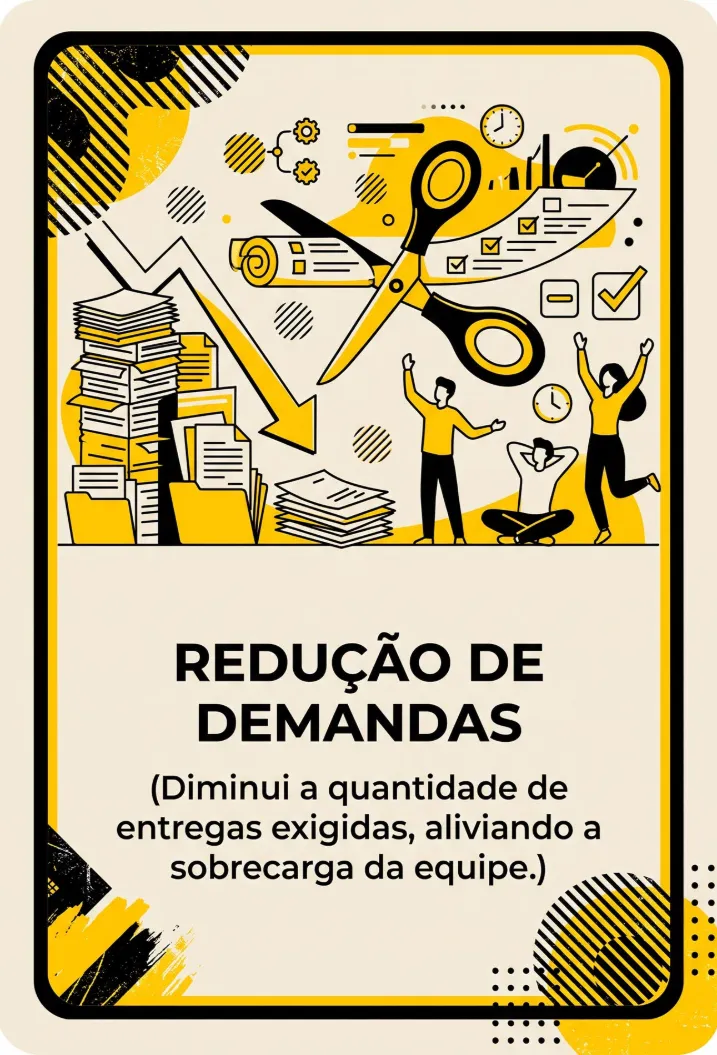 REDUÇÃO DE
DEMANDAS
(Diminui a quantidade de
entregas exigidas, aliviando a
sobrecarga da equipe.)